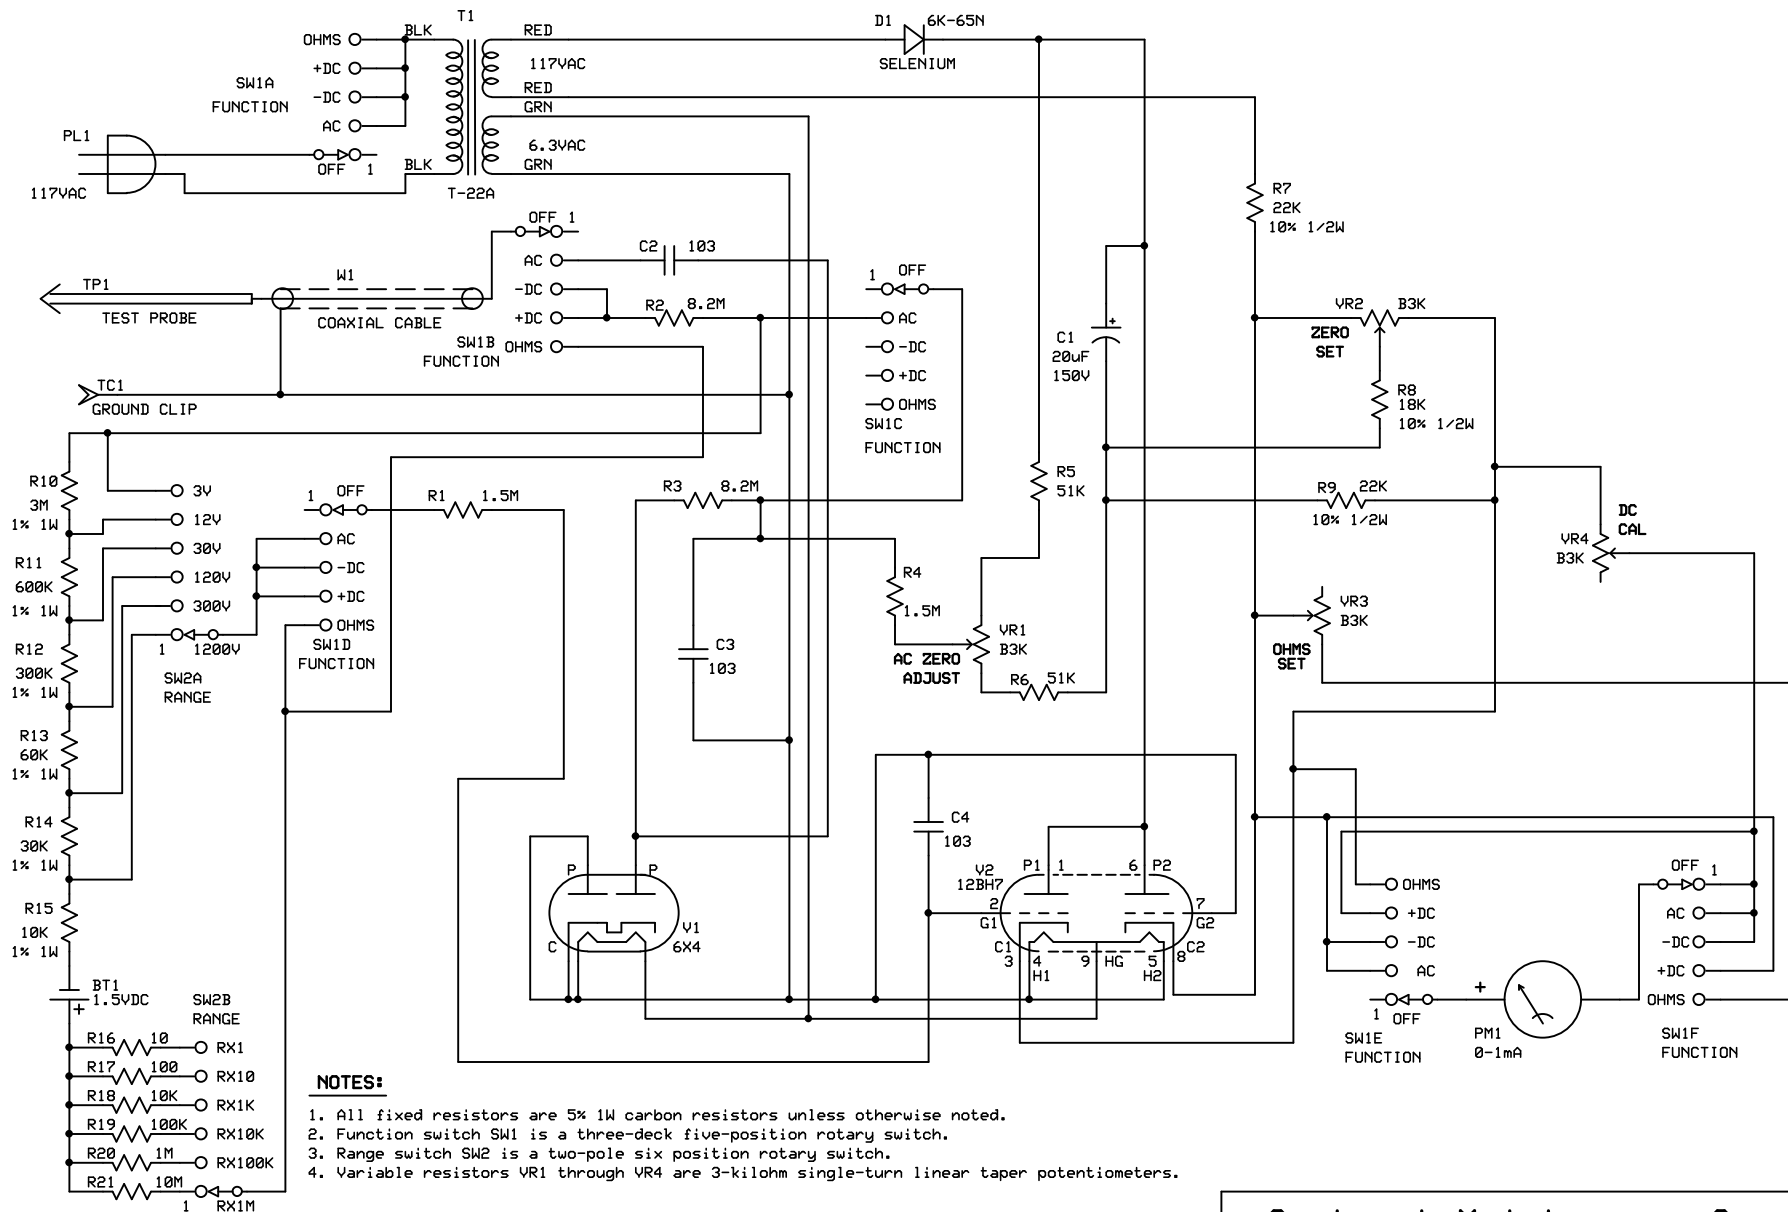 T1
BLK
RED
D1
6K-65N
OHMS
+DC
-DC
AC
SW1A
FUNCTION
117VAC
SELENIUM
RED
GRN
6.3VAC
GRN
PL1
OFF 1
BLK
117VAC
T-22A
R7
22K
10% 1/2W
OFF 1
AC
C2
103
-DC
+DC
R2
8.2M
OHMS
SW1B
FUNCTION
TP1
TEST PROBE
W1
COAXIAL CABLE
1
OFF
AC
-DC
+DC
OHMS
SW1C
FUNCTION
C1
+
20uF
150V
VR2
B3K
ZERO
SET
R8
18K
10% 1/2W
TC1
GROUND CLIP
R10
3M
1% 1W
R11
600K
1% 1W
R12
300K
1% 1W
R13
60K
1% 1W
R14
30K
1% 1W
R15
10K
1% 1W
3V
12V
30V
120V
300V
1
1200V
SW2A
RANGE
1
OFF
AC
-DC
+DC
OHMS
SW1D
FUNCTION
R1
1.5M
R3
8.2M
R5
51K
R9
22K
10% 1/2W
DC
CAL
VR4
B3K
R4
1.5M
C3
103
VR1
B3K
AC ZERO
ADJUST
R6
51K
VR3
B3K
OHMS
SET
C4
103
P
P
C
V1
6X4
V2
12BH7
P1
1
6
P2
2
G1
7
G2
C1
3
4
H1
9
HG
5
H2
8
C2
OHMS
+DC
-DC
AC
1
OFF
SW1E
FUNCTION
+
PM1
0-1mA
OFF
1
AC
-DC
+DC
OHMS
SW1F
FUNCTION
BT1
1.5VDC
+
SW2B
RANGE
R16
10
RX1
R17
100
RX10
R18
10K
RX1K
R19
100K
RX10K
R20
1M
RX100K
R21
10M
1
RX1M
NOTES:
1. All fixed resistors are 5% 1W carbon resistors unless otherwise noted.
2. Function switch SW1 is a three-deck five-position rotary switch.
3. Range switch SW2 is a two-pole six position rotary switch.
4. Variable resistors VR1 through VR4 are 3-kilohm single-turn linear taper potentiometers.